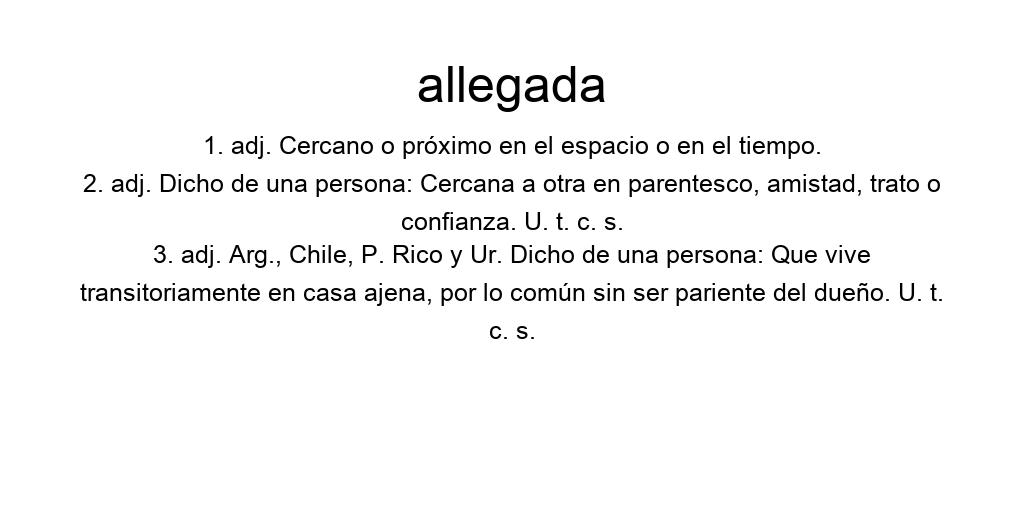 allegada
1. adj. Cercano o próximo en el espacio o en el tiempo.
2. adj. Dicho de una persona: Cercana a otra en parentesco, amistad, trato o
confianza. U. t. c. s.
3. adj. Arg., Chile, P. Rico y Ur. Dicho de una persona: Que vive
transitoriamente en casa ajena, por lo común sin ser pariente del dueño. U. t.
c. s.